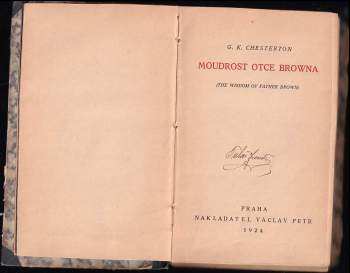 G. K. CHESTERTON
MOUDROST OTCE BROWNA
(THE WISDOM OF FATHER BROWN)
PRAHA
NAKLADATEL VÁCLAV PETR
1924